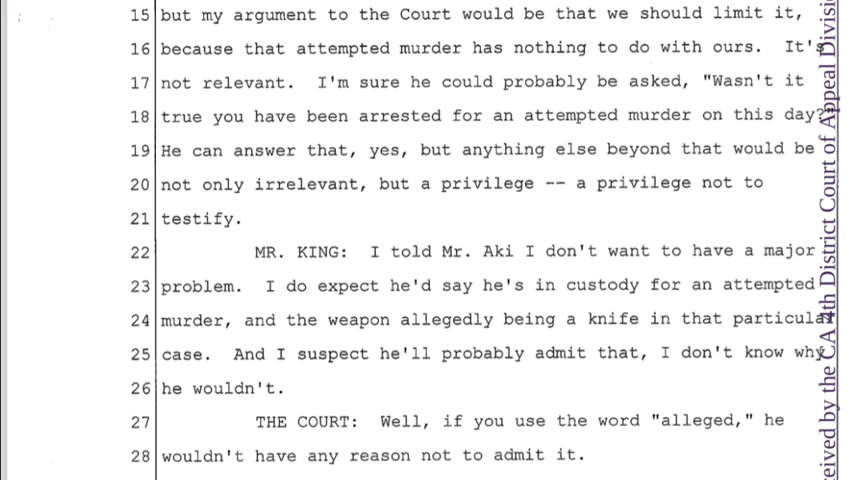 15 but my argument to the Court would be that we should limit it,
16 because that attempted murder has nothing to do with ours.  It's
17 not relevant.  I'm sure he could probably be asked, "Wasn't it
18 true you have been arrested for an attempted murder on this day?
19 He can answer that, yes, but anything else beyond that would be
20 not only irrelevant, but a privilege -- a privilege not to
21 testify.
22 MR. KING:  I told Mr. Aki I don't want to have a major
23 problem.  I do expect he'd say he's in custody for an attempted
24 murder, and the weapon allegedly being a knife in that particular
25 case.  And I suspect he'll probably admit that, I don't know why
26 he wouldn't.
27 THE COURT:  Well, if you use the word "alleged," he
28 wouldn't have any reason not to admit it.
ceived by the CA 4th District Court of Appeal Divisi